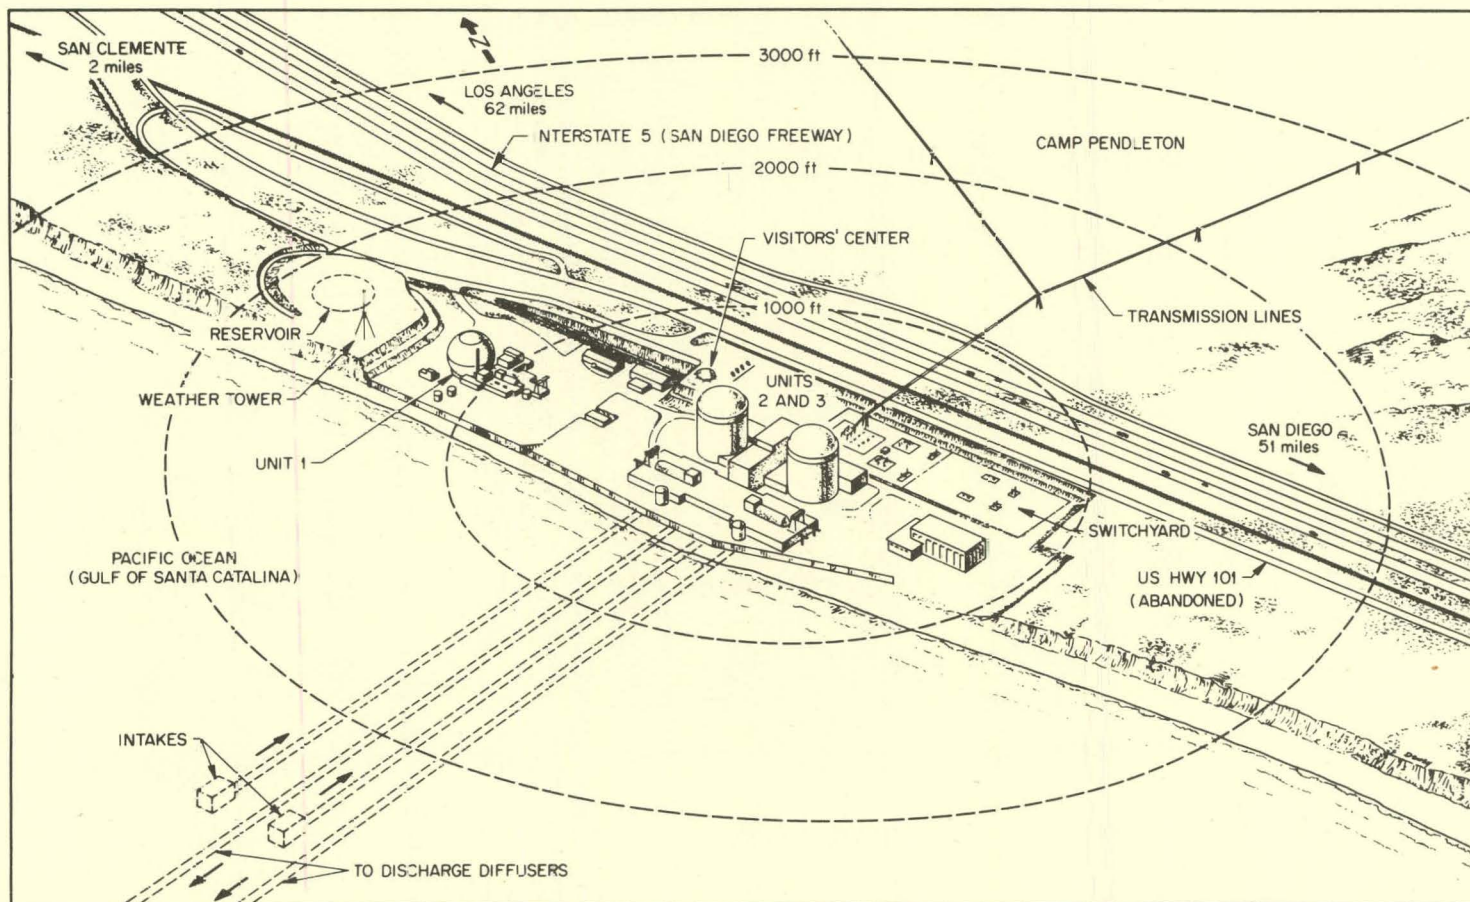 SAN CLEMENTE
2 miles
N
LOS ANGELES
62 miles
3000 ft
INTERSTATE 5 (SAN DIEGO FREEWAY)
CAMP PENDLETON
2000 ft
VISITORS' CENTER
1000 ft
TRANSMISSION LINES
RESERVOIR
WEATHER TOWER
UNITS
2 AND 3
UNIT 1
SAN DIEGO
51 miles
SWITCHYARD
PACIFIC OCEAN
(GULF OF SANTA CATALINA)
US HWY 101
(ABANDONED)
INTAKES
TO DISCHARGE DIFFUSERS